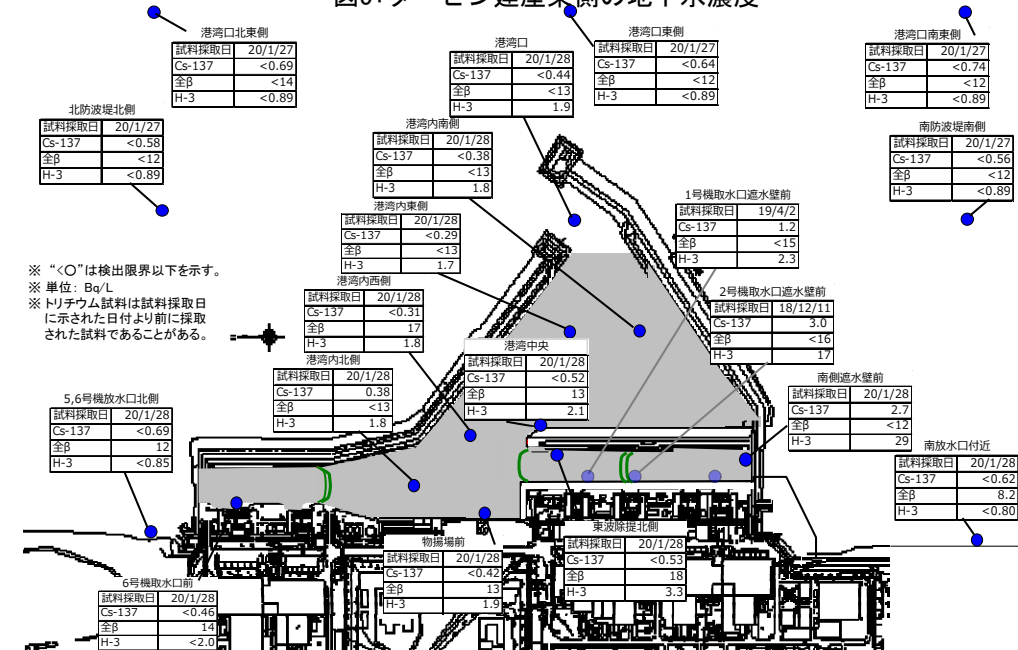 港湾口北東側
試料採取日 20/1/27
Cs-137 <0.69
全β <14
H-3 <0.89
港湾口
試料採取日 20/1/28
Cs-137 <0.44
全β <13
H-3 1.9
港湾口東側
試料採取日 20/1/27
Cs-137 <0.64
全β <12
H-3 <0.89
港湾口南東側
試料採取日 20/1/27
Cs-137 <0.74
全β <12
H-3 <0.89
北防波堤北側
試料採取日 20/1/27
Cs-137 <0.58
全β <12
H-3 <0.89
港湾内南側
試料採取日 20/1/28
Cs-137 <0.38
全β <13
H-3 1.8
南防波堤南側
試料採取日 20/1/27
Cs-137 <0.56
全β <12
H-3 <0.89
港湾内東側
試料採取日 20/1/28
Cs-137 <0.29
全β <13
H-3 1.7
1号機取水口遮水壁前
試料採取日 19/4/2
Cs-137 1.2
全β <15
H-3 2.3
※ “<○”は検出限界以下を示す。
※ 単位: Bq/L
※ トリチウム試料は試料採取日
に示された日付より前に採取
された試料であることがある。
港湾内西側
試料採取日 20/1/28
Cs-137 <0.31
全β 17
H-3 1.8
2号機取水口遮水壁前
試料採取日 18/12/11
Cs-137 3.0
全β <16
H-3 17
港湾内北側
試料採取日 20/1/28
Cs-137 0.38
全β <13
H-3 1.8
港湾中央
試料採取日 20/1/28
Cs-137 <0.52
全β 13
H-3 2.1
南側遮水壁前
試料採取日 20/1/28
Cs-137 2.7
全β <12
H-3 29
5,6号機放水口北側
試料採取日 20/1/28
Cs-137 <0.69
全β 12
H-3 <0.85
南放水口付近
試料採取日 20/1/28
Cs-137 <0.62
全β 8.2
H-3 <0.80
物揚場前
試料採取日 20/1/28
Cs-137 <0.42
全β 13
H-3 1.9
東波除堤北側
試料採取日 20/1/28
Cs-137 <0.53
全β 18
H-3 3.3
6号機取水口前
試料採取日 20/1/28
Cs-137 <0.46
全β 14
H-3 <2.0